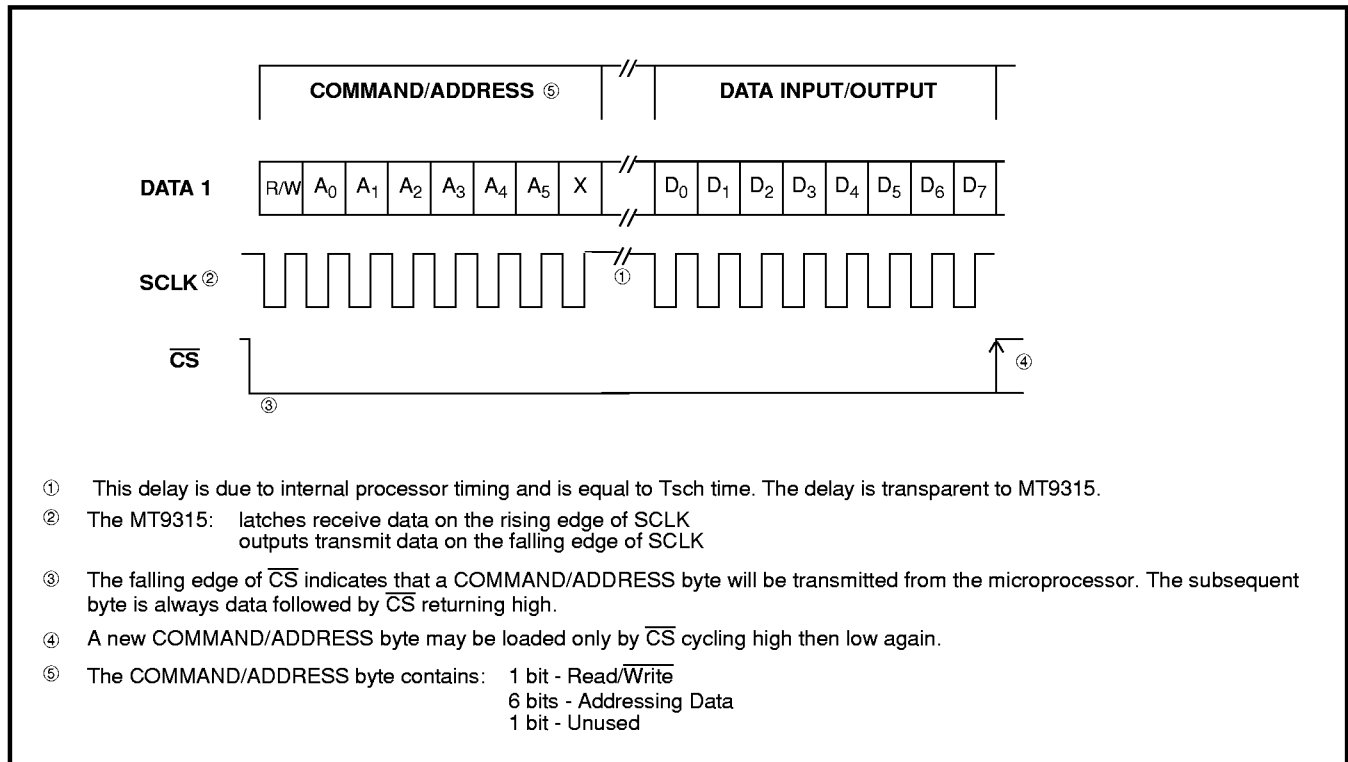 COMMAND/ADDRESS ⑤ // DATA INPUT/OUTPUT
DATA 1 R/W A₀ A₁ A₂ A₃ A₄ A₅ X // D₀ D₁ D₂ D₃ D₄ D₅ D₆ D₇
//
SCLK ② // ①
C̅S̅ ④
③
① This delay is due to internal processor timing and is equal to Tsch time. The delay is transparent to MT9315.
② The MT9315: latches receive data on the rising edge of SCLK
outputs transmit data on the falling edge of SCLK
③ The falling edge of C̅S̅ indicates that a COMMAND/ADDRESS byte will be transmitted from the microprocessor. The subsequent
byte is always data followed by C̅S̅ returning high.
④ A new COMMAND/ADDRESS byte may be loaded only by C̅S̅ cycling high then low again.
⑤ The COMMAND/ADDRESS byte contains: 1 bit - Read/W̅r̅i̅t̅e̅
6 bits - Addressing Data
1 bit - Unused